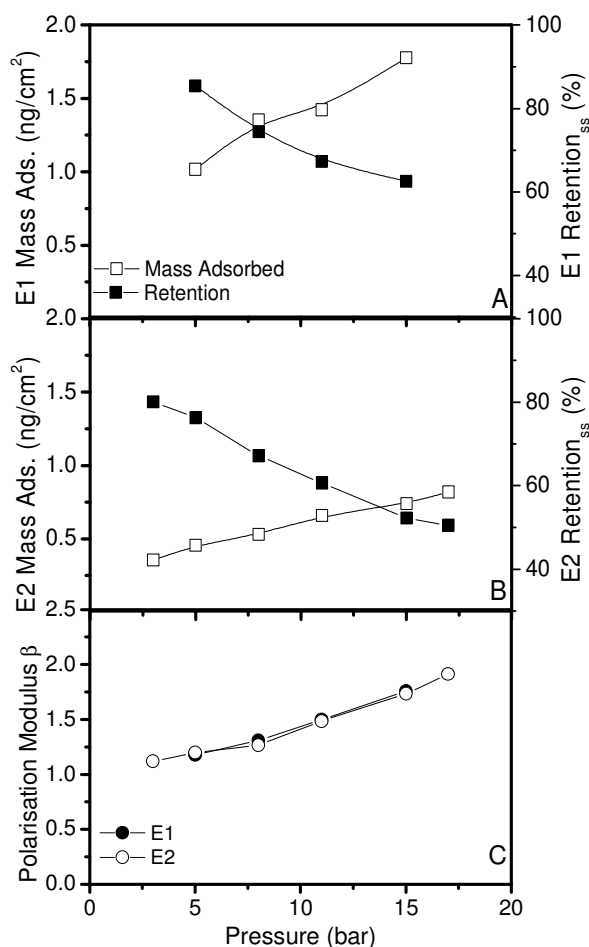 2.0
100
1.5
80
1.0
60
0.5
40
E1 Mass Ads. (ng/cm²)
E1 Retention_ss (%)
Mass Adsorbed
Retention
A
2.0
100
1.5
80
1.0
60
0.5
40
E2 Mass Ads. (ng/cm²)
E2 Retention_ss (%)
B
2.5
2.0
1.5
1.0
0.5
0.0
Polarisation Modulus β
E1
E2
C
0 5 10 15 20
Pressure (bar)